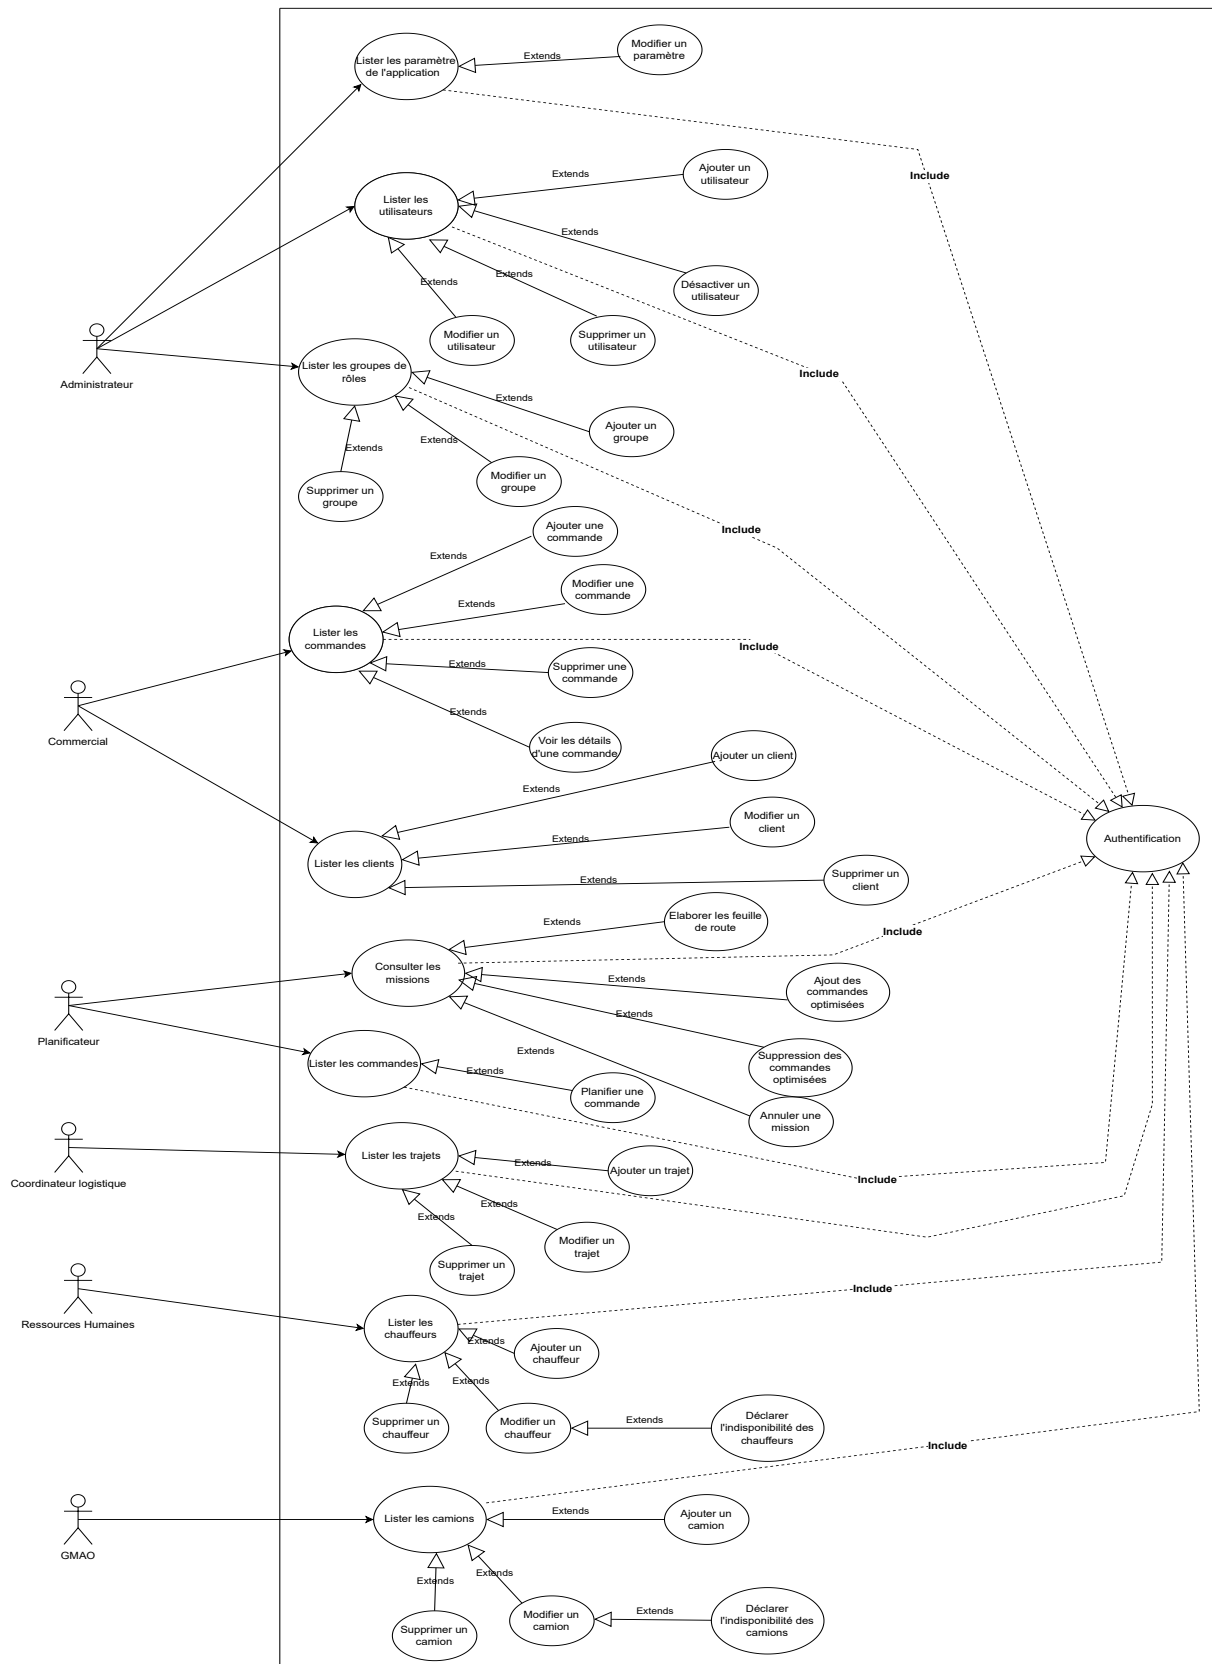 Lister les paramètre
de l'application
Extends
Modifier un
paramètre
Include
Lister les
utilisateurs
Extends
Ajouter un
utilisateur
Extends
Désactiver un
utilisateur
Extends
Modifier un
utilisateur
Extends
Supprimer un
utilisateur
Include
Administrateur
Lister les groupes de
rôles
Extends
Ajouter un
groupe
Extends
Modifier un
groupe
Extends
Supprimer un
groupe
Include
Commercial
Lister les
commandes
Extends
Ajouter une
commande
Extends
Modifier une
commande
Extends
Supprimer une
commande
Extends
Voir les détails
d'une commande
Include
Lister les clients
Extends
Ajouter un client
Extends
Modifier un
client
Extends
Supprimer un
client
Authentification
Planificateur
Consulter les
missions
Extends
Elaborer les feuille
de route
Include
Extends
Ajout des
commandes
optimisées
Extends
Suppression des
commandes
optimisées
Extends
Annuler une
mission
Lister les commandes
Extends
Planifier une
commande
Include
Coordinateur logistique
Lister les trajets
Extends
Ajouter un trajet
Extends
Modifier un
trajet
Extends
Supprimer un
trajet
Ressources Humaines
Lister les
chauffeurs
Include
Extends
Ajouter un
chauffeur
Extends
Modifier un
chauffeur
Extends
Supprimer un
chauffeur
Extends
Déclarer
l'indisponibilité des
chauffeurs
GMAO
Lister les camions
Include
Extends
Ajouter un
camion
Extends
Modifier un
camion
Extends
Supprimer un
camion
Extends
Déclarer
l'indisponibilité des
camions